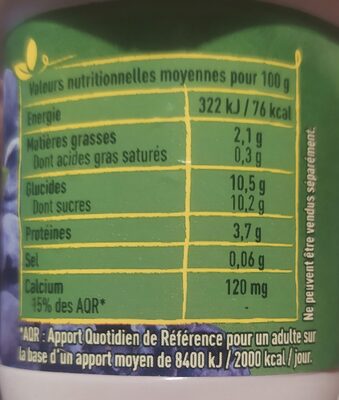 Valeurs nutritionnelles moyennes pour 100 g
Energie 322 kJ / 76 kcal
Matières grasses 2,1 g
Dont acides gras saturés 0,3 g
Glucides 10,5 g
Dont sucres 10,2 g
Protéines 3,7 g
Sel 0,06 g
Calcium 120 mg
15% des AQR* -
*AQR : Apport Quotidien de Référence pour un adulte sur
la base d'un apport moyen de 8400 kJ / 2000 kcal / jour.
Ne peuvent être vendus séparément.